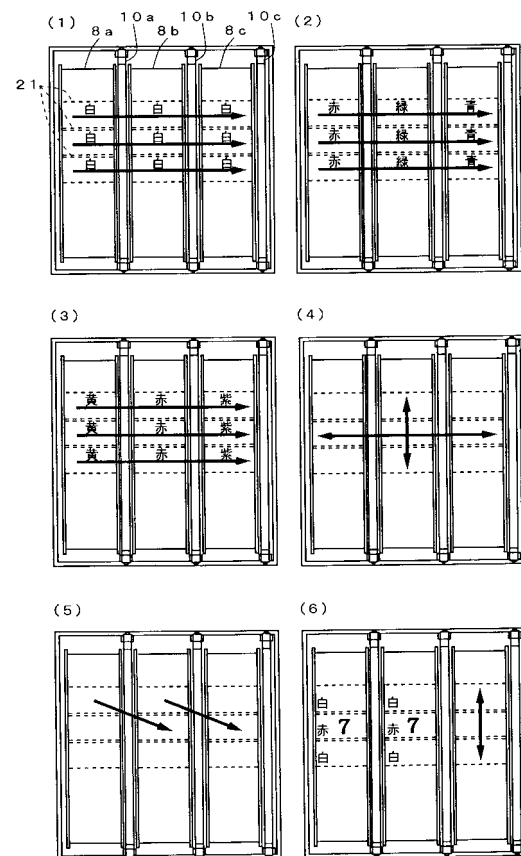 (1)
10a 10b 10c
8a 8b 8c
21
白 白 白
白 白 白
白 白 白
(2)
赤 緑 青
赤 緑 青
赤 緑 青
(3)
黄 赤 紫
黄 赤 紫
黄 赤 紫
(4)
(5)
(6)
白 白
赤 7 赤 7
白 白